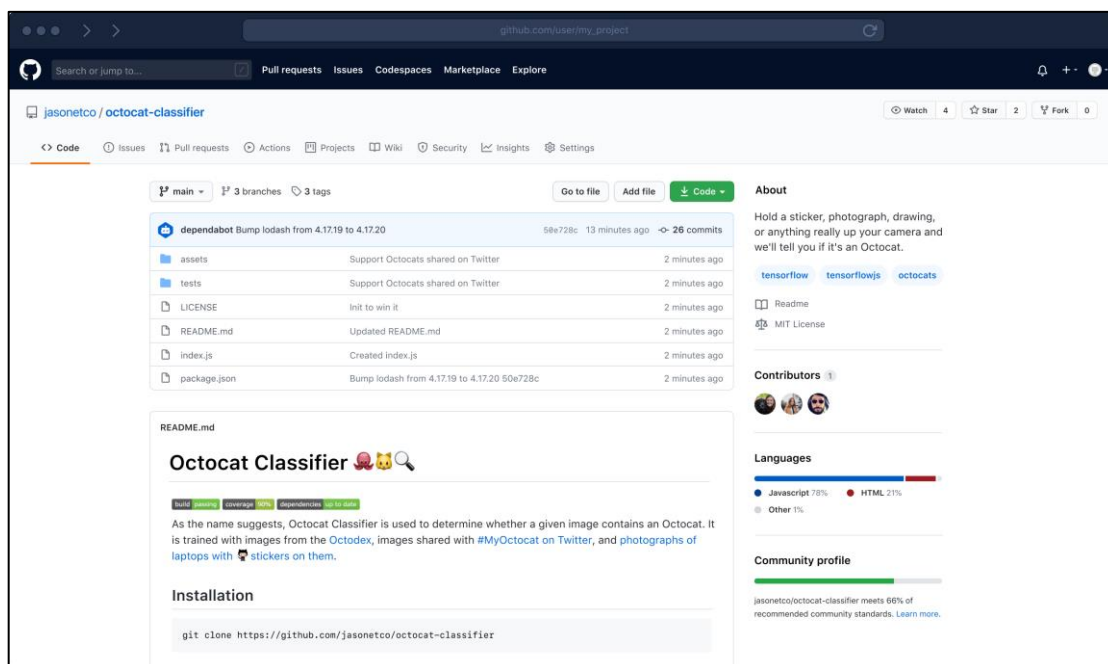 github.com/user/my_project
Search or jump to... /
Pull requests Issues Codespaces Marketplace Explore
jasonetco / octocat-classifier
Watch 4 Star 2 Fork 0
<> Code Issues Pull requests Actions Projects Wiki Security Insights Settings
main 3 branches 3 tags
Go to file Add file Code
dependabot Bump lodash from 4.17.19 to 4.17.20 50e728c 13 minutes ago 26 commits
assets Support Octocats shared on Twitter 2 minutes ago
tests Support Octocats shared on Twitter 2 minutes ago
LICENSE Init to win it 2 minutes ago
README.md Updated README.md 2 minutes ago
index.js Created index.js 2 minutes ago
package.json Bump lodash from 4.17.19 to 4.17.20 50e728c 2 minutes ago
README.md
Octocat Classifier 🐙🐱🔍
build passing coverage 90% dependencies up to date
As the name suggests, Octocat Classifier is used to determine whether a given image contains an Octocat. It
is trained with images from the Octodex, images shared with #MyOctocat on Twitter, and photographs of
laptops with stickers on them.
Installation
git clone https://github.com/jasonetco/octocat-classifier
About
Hold a sticker, photograph, drawing,
or anything really up your camera and
we'll tell you if it's an Octocat.
tensorflow tensorflowjs octocats
Readme
MIT License
Contributors 1
Languages
Javascript 78% HTML 21%
Other 1%
Community profile
jasonetco/octocat-classifier meets 66% of
recommended community standards. Learn more.